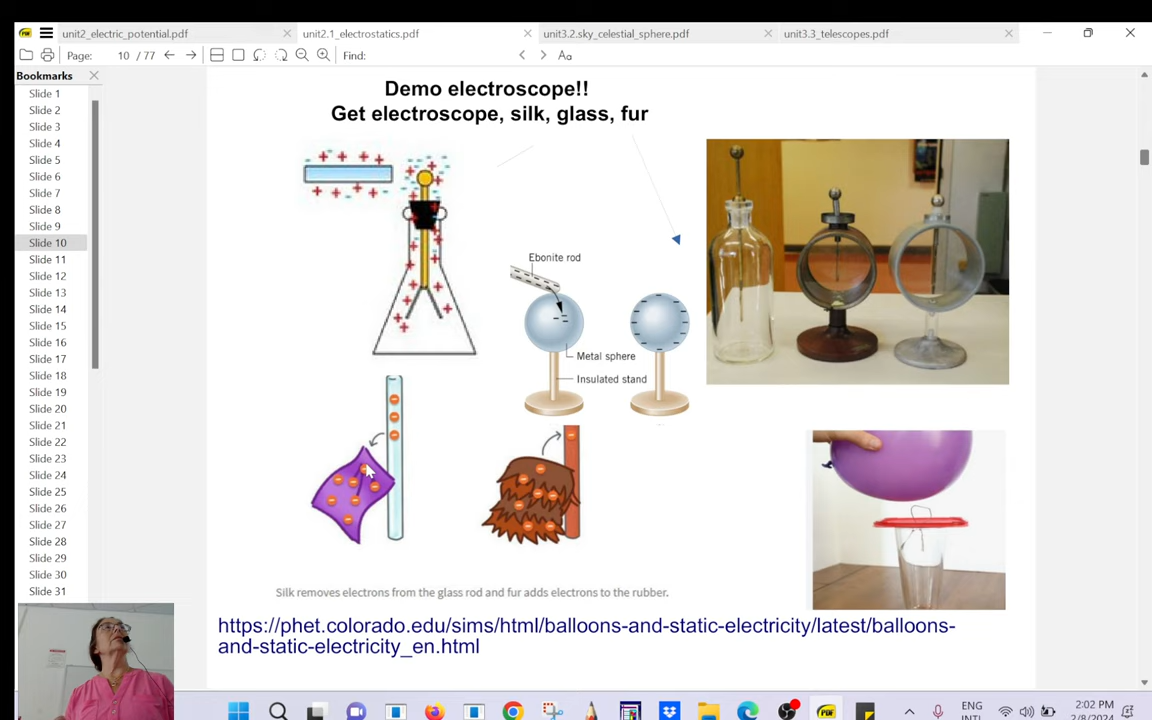 unit2_electric_potential.pdf
unit2.1_electrostatics.pdf
unit3.2.sky_celestial_sphere.pdf
unit3.3_telescopes.pdf
Page: 10 / 77
Find:
Aa
Bookmarks
Slide 1
Slide 2
Slide 3
Slide 4
Slide 5
Slide 6
Slide 7
Slide 8
Slide 9
Slide 10
Slide 11
Slide 12
Slide 13
Slide 14
Slide 15
Slide 16
Slide 17
Slide 18
Slide 19
Slide 20
Slide 21
Slide 22
Slide 23
Slide 24
Slide 25
Slide 26
Slide 27
Slide 28
Slide 29
Slide 30
Slide 31
Demo electroscope!!
Get electroscope, silk, glass, fur
Ebonite rod
Metal sphere
Insulated stand
Silk removes electrons from the glass rod and fur adds electrons to the rubber.
https://phet.colorado.edu/sims/html/balloons-and-static-electricity/latest/balloons-
and-static-electricity_en.html
ENG
INTL
2:02 PM